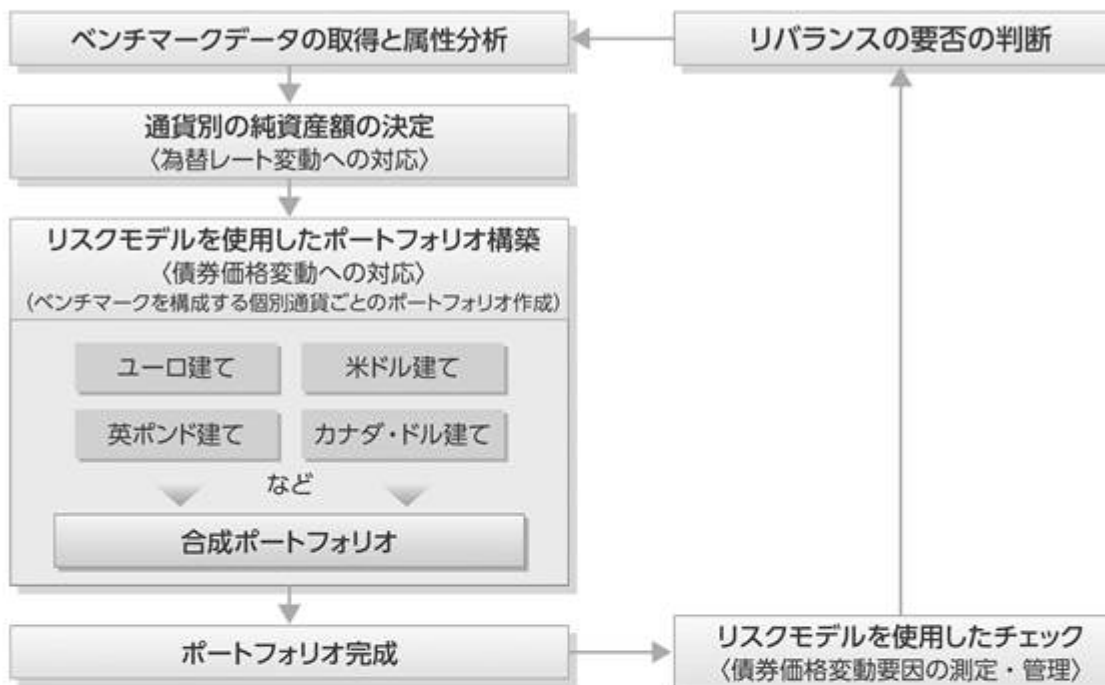 ベンチマークデータの取得と属性分析
リバランスの要否の判断
通貨別の純資産額の決定
〈為替レート変動への対応〉
リスクモデルを使用したポートフォリオ構築
〈債券価格変動への対応〉
(ベンチマークを構成する個別通貨ごとのポートフォリオ作成)
ユーロ建て
米ドル建て
英ポンド建て
カナダ・ドル建て
など
合成ポートフォリオ
ポートフォリオ完成
リスクモデルを使用したチェック
〈債券価格変動要因の測定・管理〉